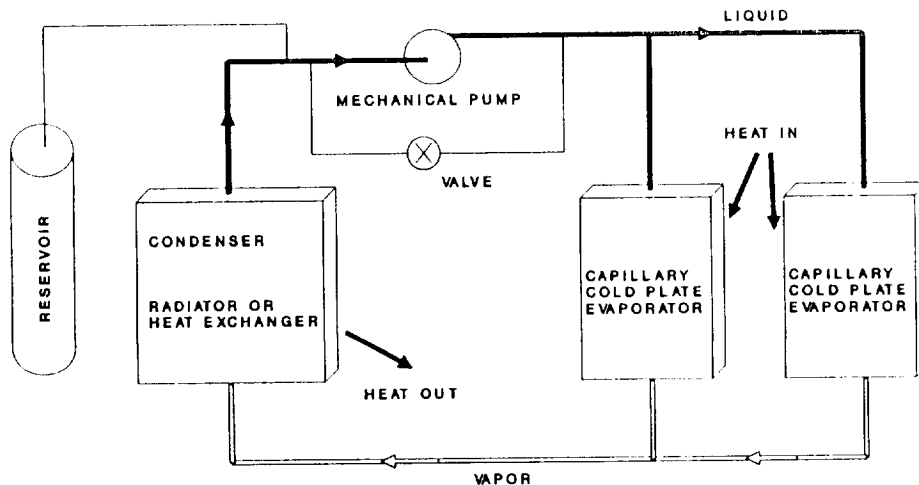 LIQUID
MECHANICAL PUMP
HEAT IN
VALVE
RESERVOIR
CONDENSER
RADIATOR OR
HEAT EXCHANGER
CAPILLARY
COLD PLATE
EVAPORATOR
CAPILLARY
COLD PLATE
EVAPORATOR
HEAT OUT
VAPOR